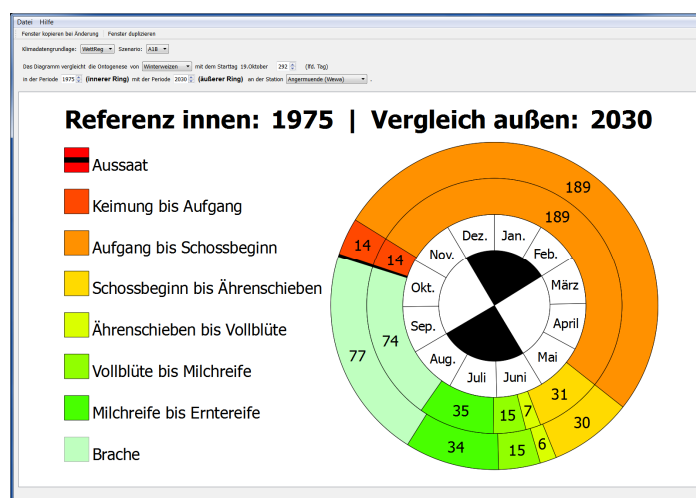 Datei Hilfe
Fenster kopieren bei Änderung Fenster duplizieren
Klimadatengrundlage: WettReg Szenario: A1B
Das Diagramm vergleicht die Ontogenese von Winterweizen mit dem Starttag 19.Oktober 292 (lfd. Tag)
in der Periode 1975 (innerer Ring) mit der Periode 2030 (äußerer Ring) an der Station Angermuende (Wewa) .
Referenz innen: 1975 | Vergleich außen: 2030
Aussaat
Keimung bis Aufgang
Aufgang bis Schossbeginn
Schossbeginn bis Ährenschieben
Ährenschieben bis Vollblüte
Vollblüte bis Milchreife
Milchreife bis Erntereife
Brache
189
189
14
14
77
74
35
34
15
15
7
6
31
30
Jan.
Feb.
März
April
Mai
Juni
Juli
Aug.
Sep.
Okt.
Nov.
Dez.